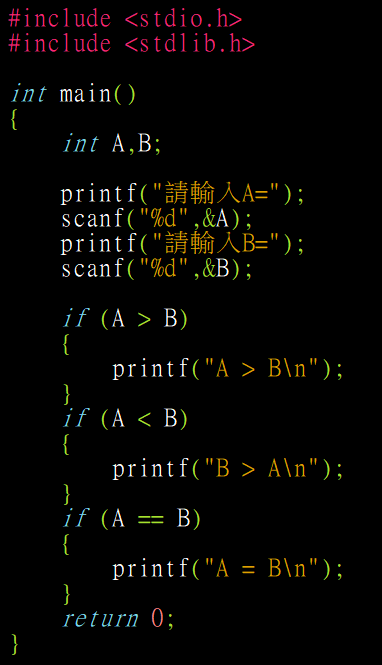 #include <stdio.h>
#include <stdlib.h>

int main()
{
    int A,B;

    printf("請輸入A=");
    scanf("%d",&A);
    printf("請輸入B=");
    scanf("%d",&B);

    if (A > B)
    {
        printf("A > B\n");
    }
    if (A < B)
    {
        printf("B > A\n");
    }
    if (A == B)
    {
        printf("A = B\n");
    }
    return 0;
}